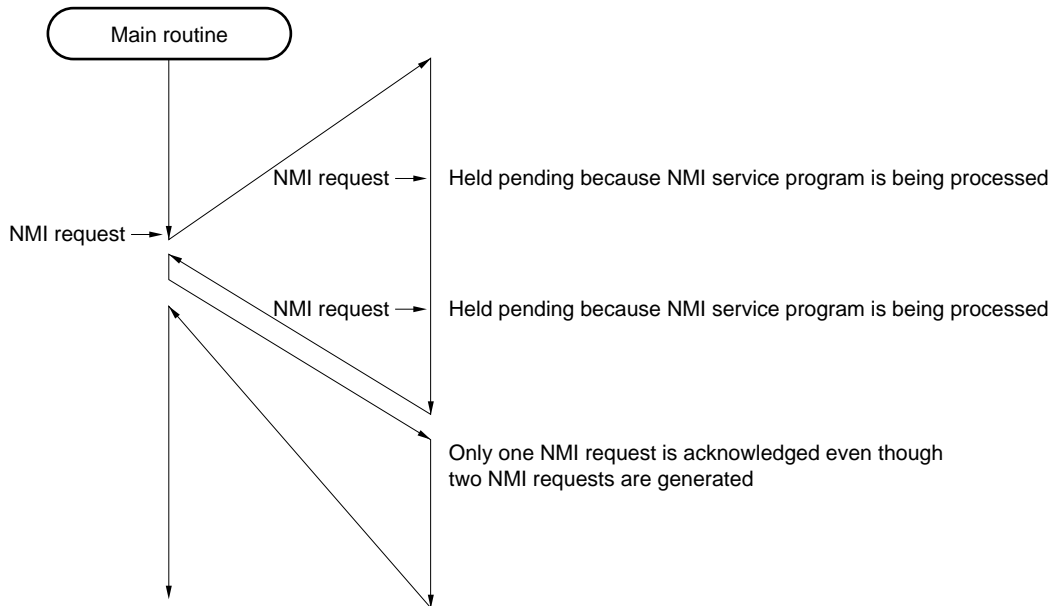 Main routine
NMI request
Held pending because NMI service program is being processed
NMI request
NMI request
Held pending because NMI service program is being processed
Only one NMI request is acknowledged even though
two NMI requests are generated